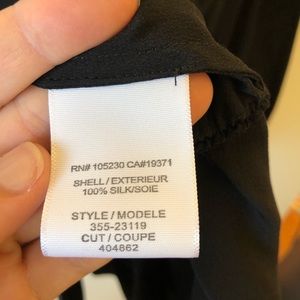 RN# 105230 CA#19371
SHELL / EXTERIEUR
100% SILK/SOIE
STYLE / MODELE
355-23119
CUT / COUPE
404862